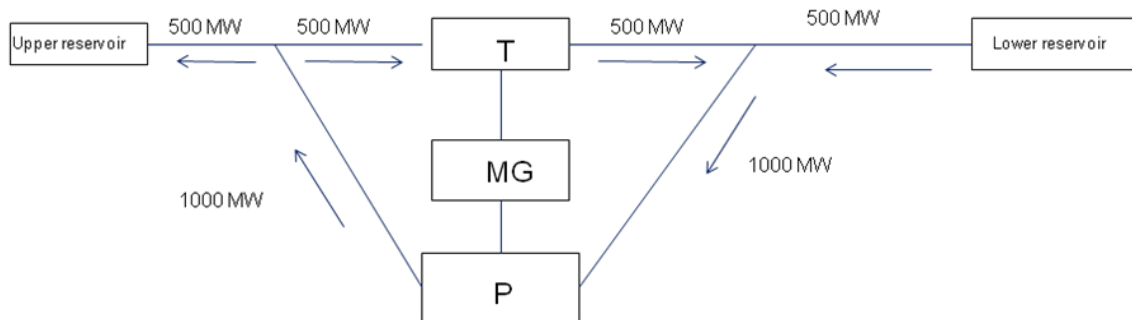 500 MW
500 MW
500 MW
500 MW
Upper reservoir
T
Lower reservoir
MG
1000 MW
1000 MW
P